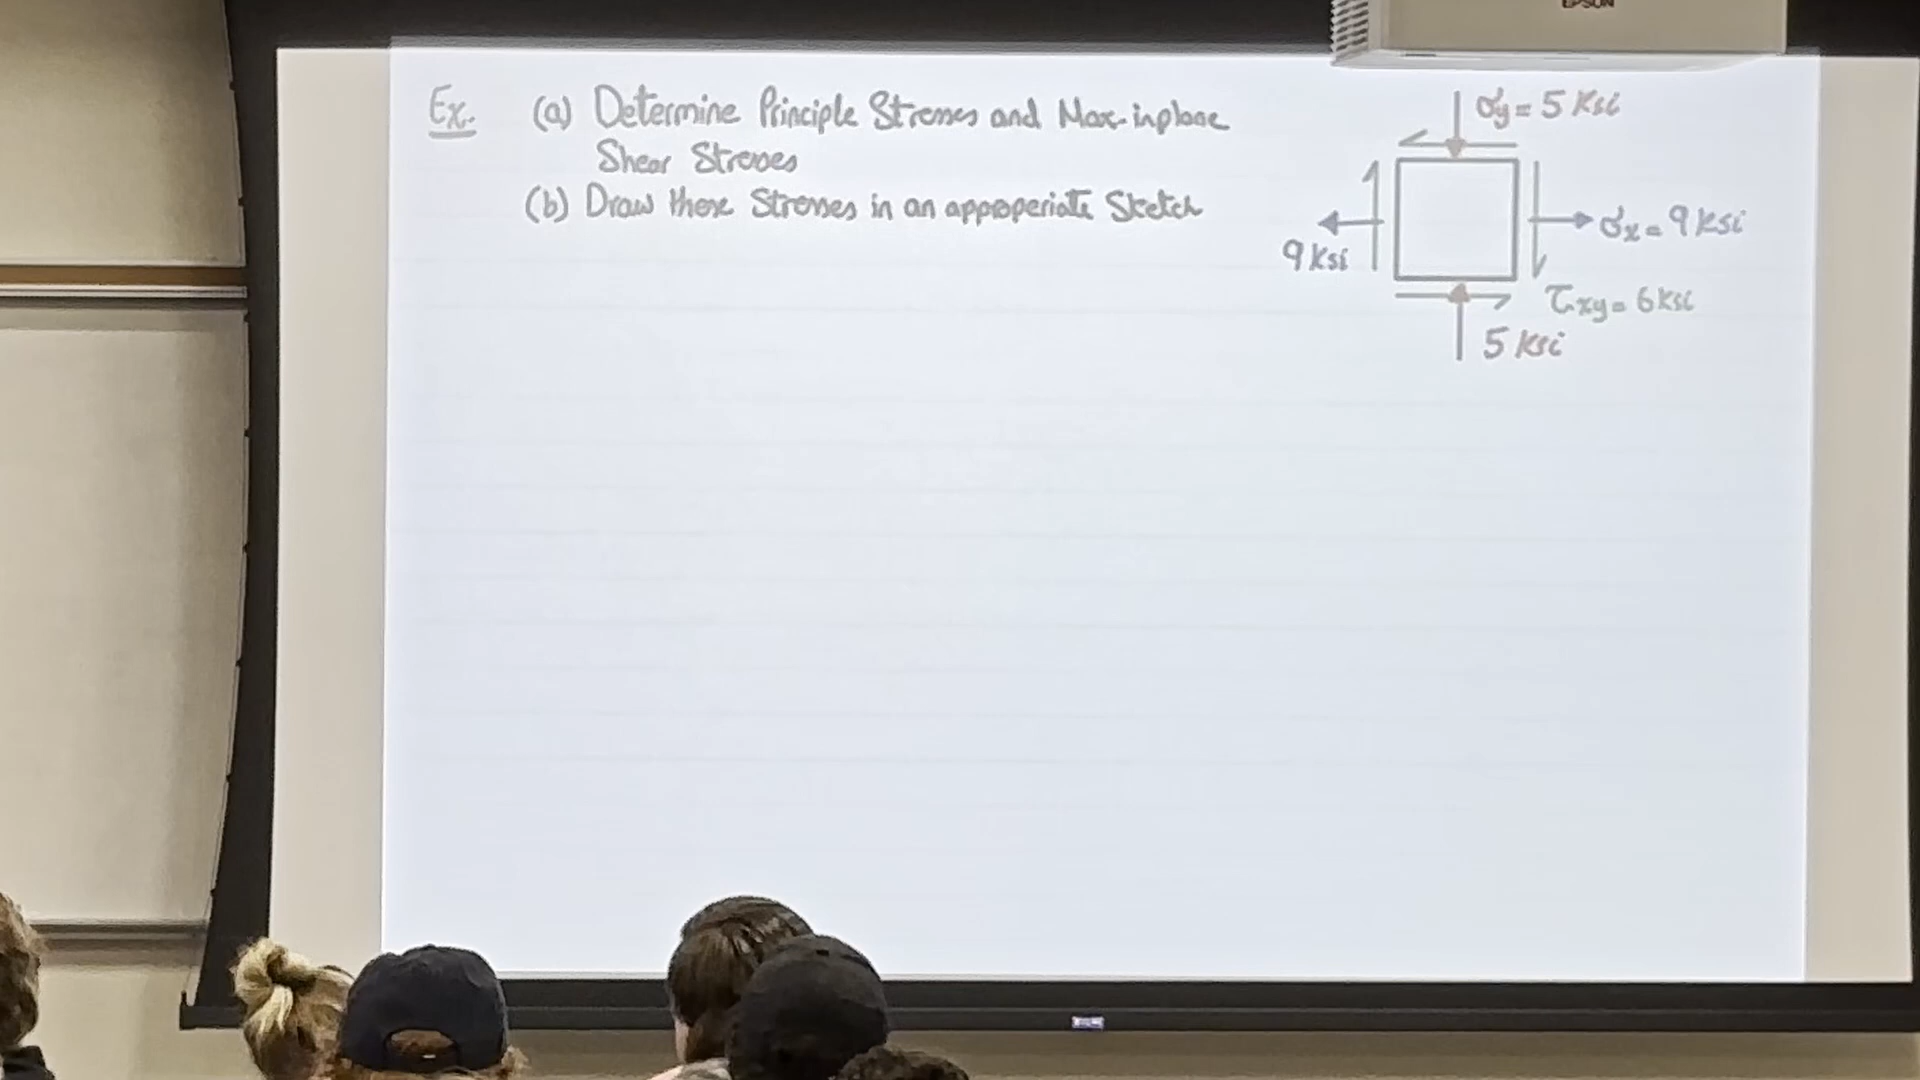 EPSON
Ex. (a) Determine Principle Stresses and Max-inplane
Shear Stresses
(b) Draw these Stresses in an approperiate Sketch
σy = 5 Ksi
σx = 9 Ksi
9 Ksi
τxy = 6 Ksi
5 Ksi